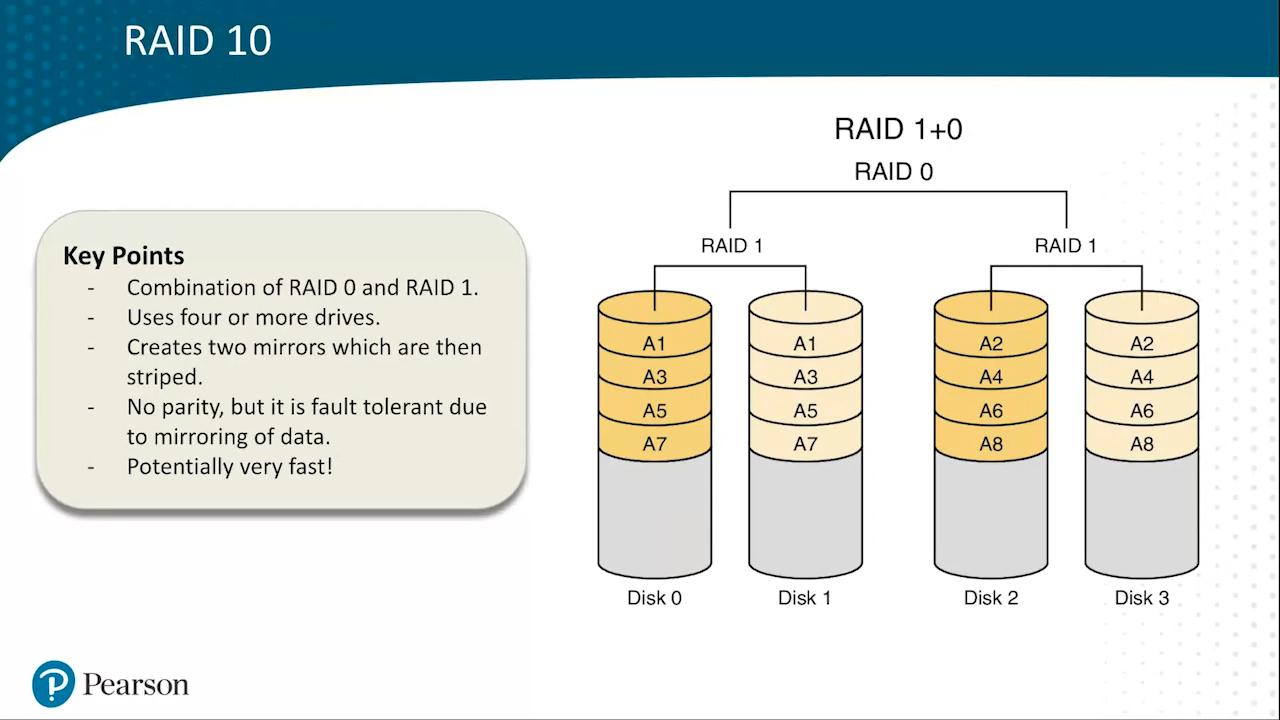 RAID 10
Key Points
- Combination of RAID 0 and RAID 1.
- Uses four or more drives.
- Creates two mirrors which are then
striped.
- No parity, but it is fault tolerant due
to mirroring of data.
- Potentially very fast!
RAID 1+0
RAID 0
RAID 1 RAID 1
A1 A1 A2 A2
A3 A3 A4 A4
A5 A5 A6 A6
A7 A7 A8 A8
Disk 0 Disk 1 Disk 2 Disk 3
Pearson